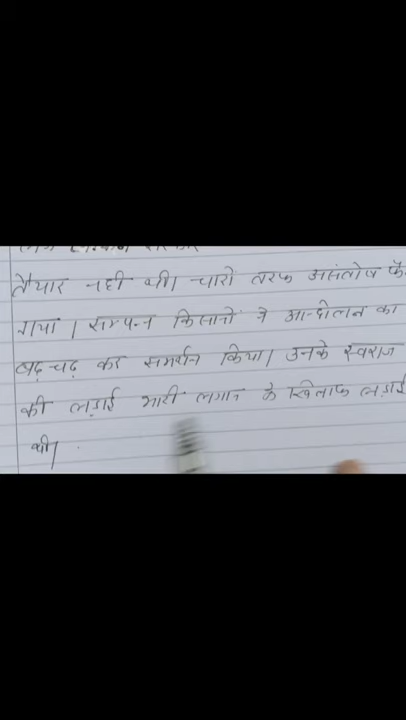 तैयार नही थी। चारो तरफ असंतोष फै
गया। सम्पन्न किसानों ने आन्दोलन का
बढ़-चढ़ कर समर्थन किया। उनके स्वराज
की लड़ाई भारी लगान के खिलाफ लड़ाई
थी।